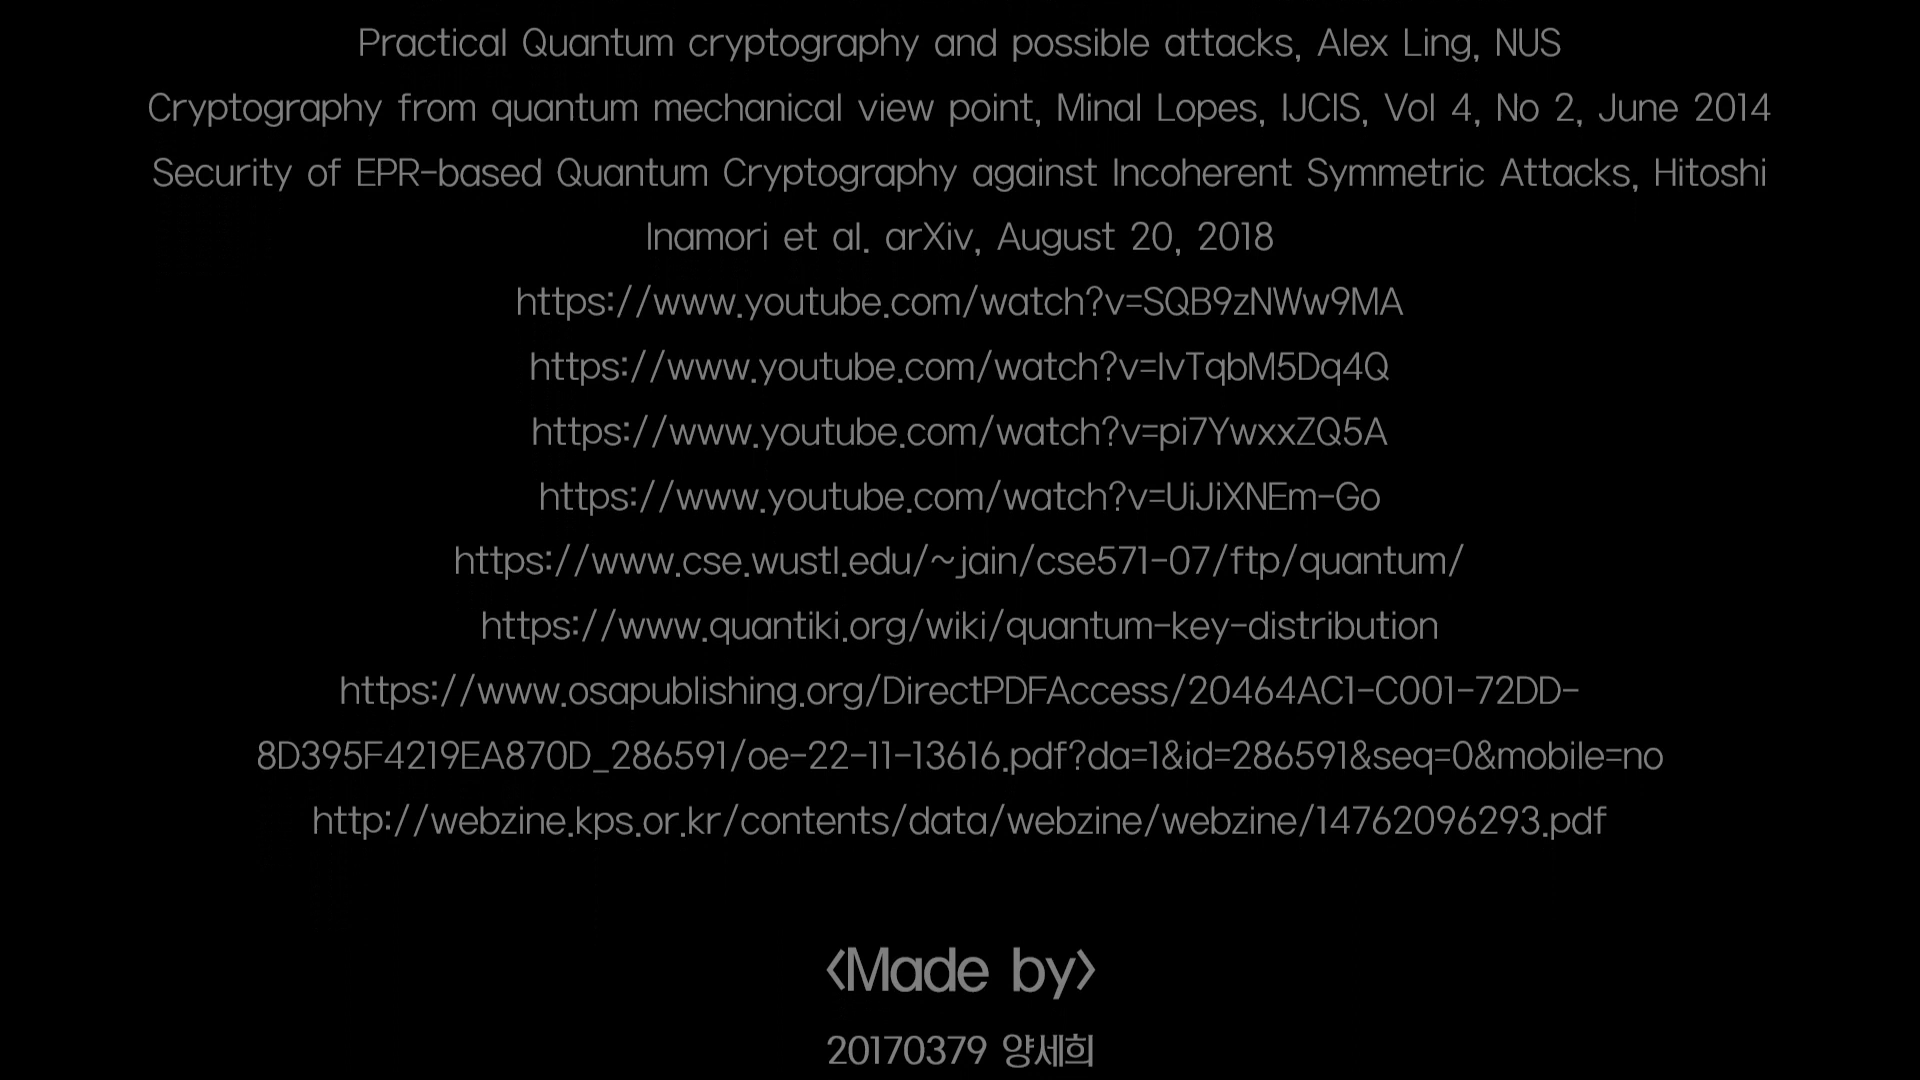 Practical Quantum cryptography and possible attacks, Alex Ling, NUS
Cryptography from quantum mechanical view point, Minal Lopes, IJCIS, Vol 4, No 2, June 2014
Security of EPR-based Quantum Cryptography against Incoherent Symmetric Attacks, Hitoshi
Inamori et al. arXiv, August 20, 2018
https://www.youtube.com/watch?v=SQB9zNWw9MA
https://www.youtube.com/watch?v=IvTqbM5Dq4Q
https://www.youtube.com/watch?v=pi7YwxxZQ5A
https://www.youtube.com/watch?v=UiJiXNEm-Go
https://www.cse.wustl.edu/~jain/cse571-07/ftp/quantum/
https://www.quantiki.org/wiki/quantum-key-distribution
https://www.osapublishing.org/DirectPDFAccess/20464AC1-C001-72DD-
8D395F4219EA870D_286591/oe-22-11-13616.pdf?da=1&id=286591&seq=0&mobile=no
http://webzine.kps.or.kr/contents/data/webzine/webzine/14762096293.pdf
<Made by>
20170379 양세희